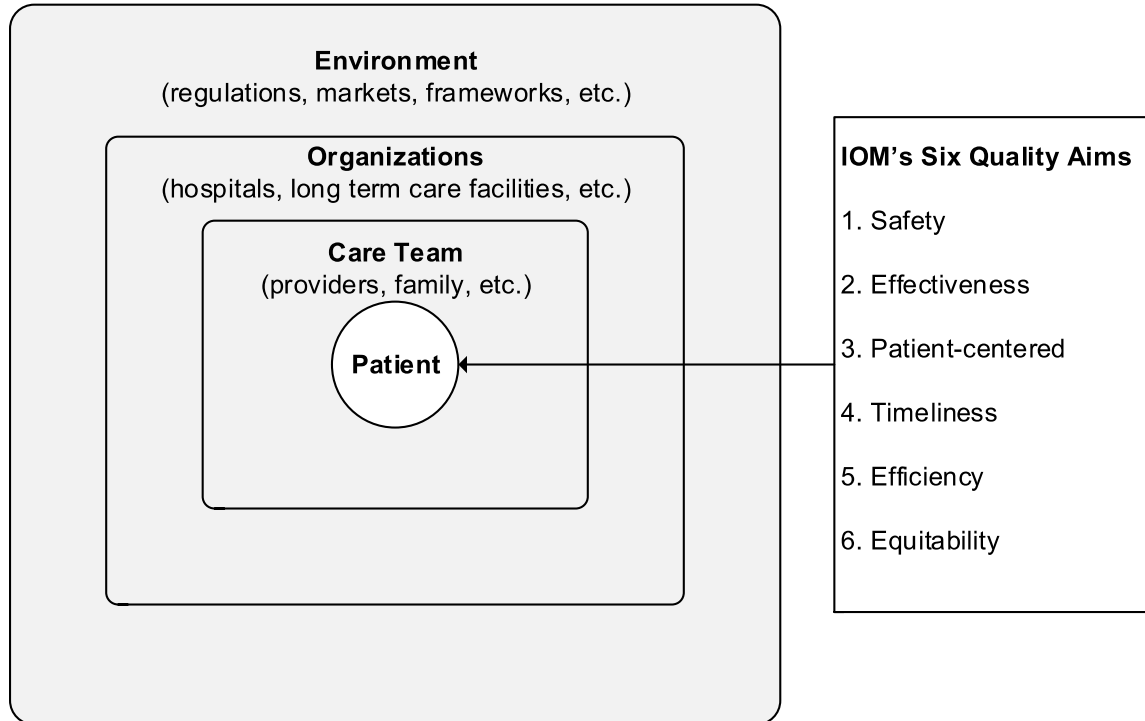 Environment
(regulations, markets, frameworks, etc.)
Organizations
(hospitals, long term care facilities, etc.)
Care Team
(providers, family, etc.)
Patient
IOM’s Six Quality Aims
1. Safety
2. Effectiveness
3. Patient-centered
4. Timeliness
5. Efficiency
6. Equitability